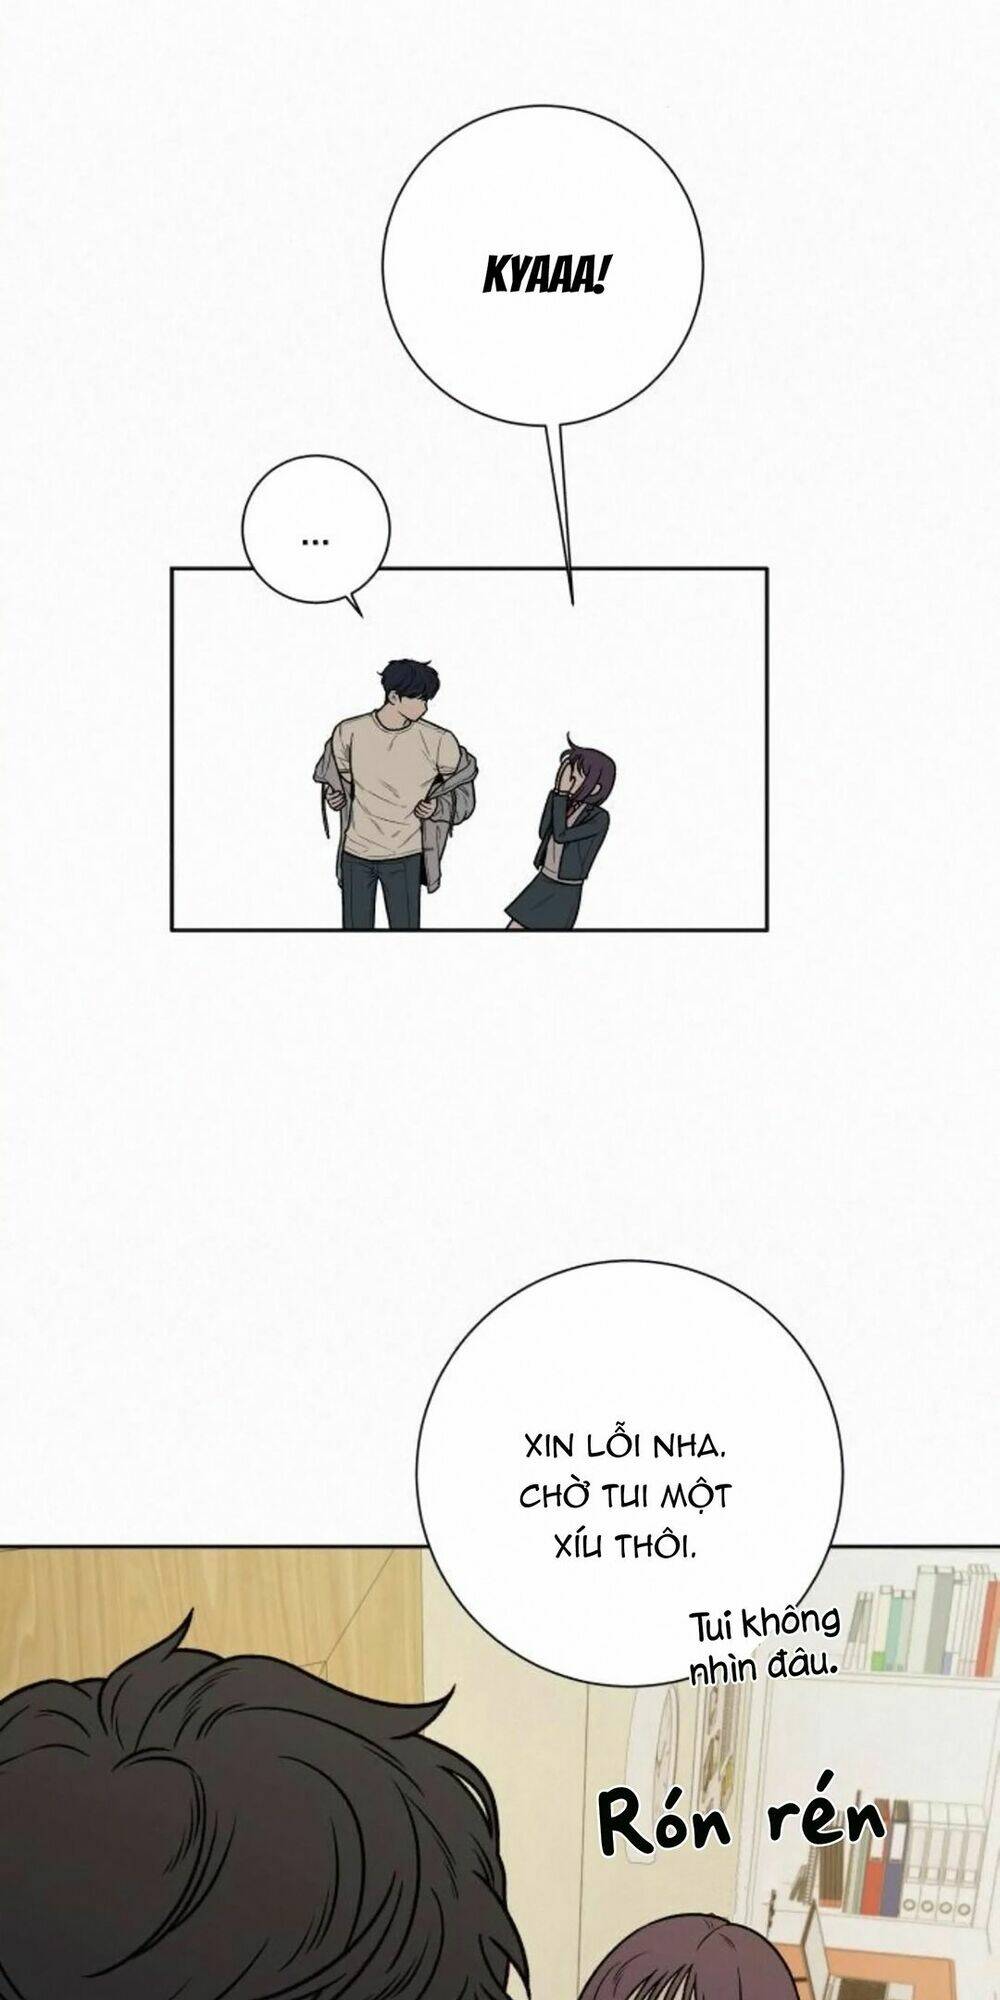 KYAAA!
...
XIN LỖI NHA.
CHỜ TUI MỘT
XÍU THÔI.
Tui không
nhìn đâu.
Rón rén